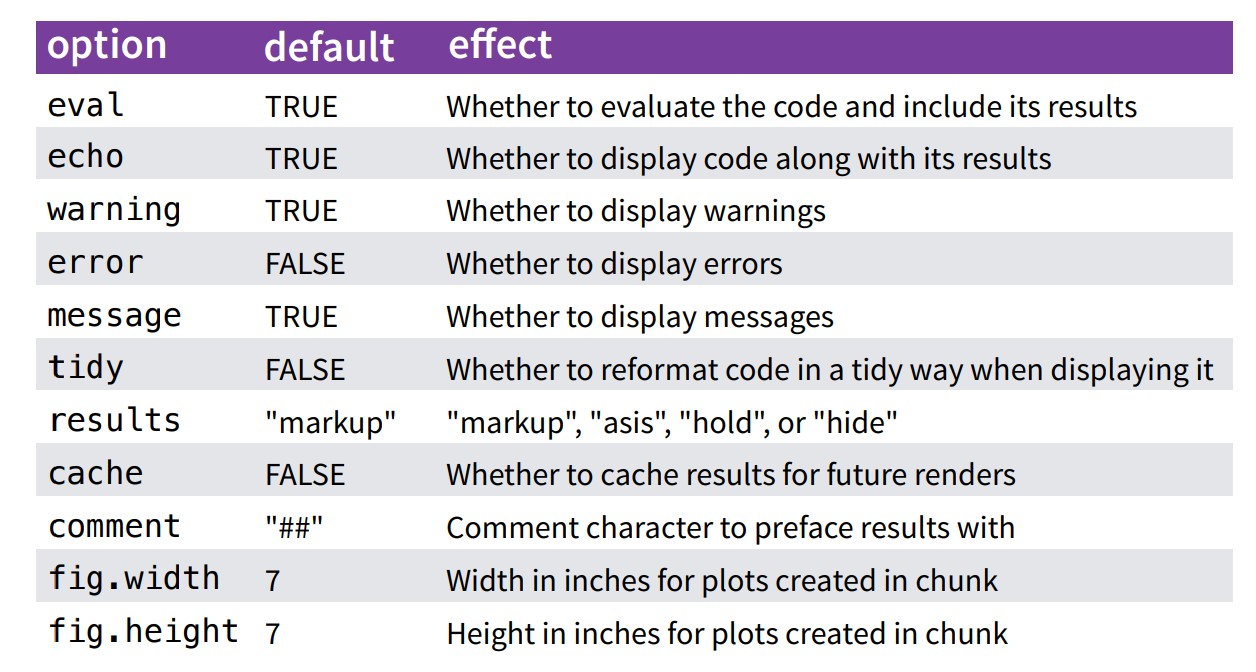 option default effect
eval TRUE Whether to evaluate the code and include its results
echo TRUE Whether to display code along with its results
warning TRUE Whether to display warnings
error FALSE Whether to display errors
message TRUE Whether to display messages
tidy FALSE Whether to reformat code in a tidy way when displaying it
results "markup" "markup", "asis", "hold", or "hide"
cache FALSE Whether to cache results for future renders
comment "##" Comment character to preface results with
fig.width 7 Width in inches for plots created in chunk
fig.height 7 Height in inches for plots created in chunk